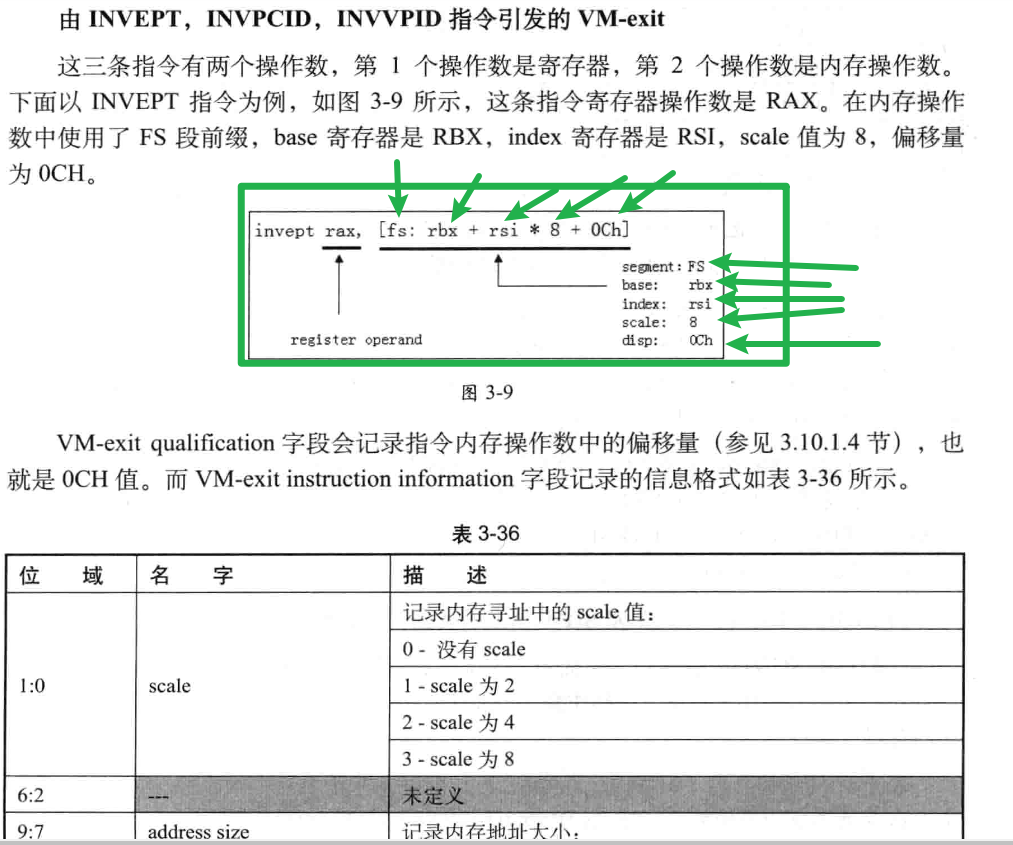 由 INVEPT，INVPCID，INVVPID 指令引发的 VM-exit
这三条指令有两个操作数，第 1 个操作数是寄存器，第 2 个操作数是内存操作数。
下面以 INVEPT 指令为例，如图 3-9 所示，这条指令寄存器操作数是 RAX。在内存操作
数中使用了 FS 段前缀，base 寄存器是 RBX，index 寄存器是 RSI，scale 值为 8，偏移量
为 0CH。
invept rax, [fs: rbx + rsi * 8 + 0Ch]
segment: FS
base: rbx
index: rsi
scale: 8
register operand disp: 0Ch
图 3-9
VM-exit qualification 字段会记录指令内存操作数中的偏移量（参见 3.10.1.4 节），也
就是 0CH 值。而 VM-exit instruction information 字段记录的信息格式如表 3-36 所示。
表 3-36
位 域 名 字 描 述
记录内存寻址中的 scale 值：
0 - 没有 scale
1:0 scale 1 - scale 为 2
2 - scale 为 4
3 - scale 为 8
6:2 --- 未定义
9:7 address size 记录内存地址大小：